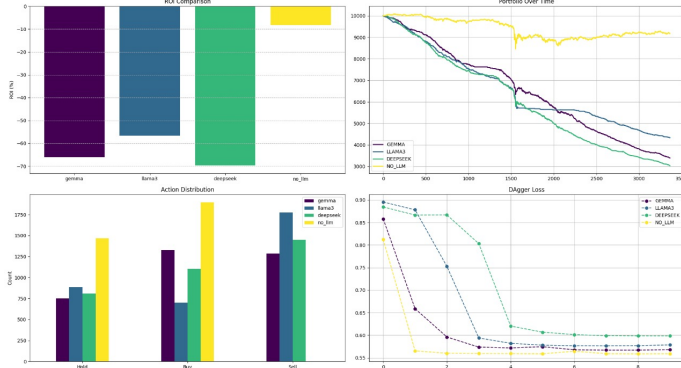 ROI Comparison
0
-10
-20
-30
-40
-50
-60
-70
ROI (%)
gemma
llama3
deepseek
no_llm
Portfolio Over Time
10000
9000
8000
7000
6000
5000
4000
3000
GEMMA
LLAMA3
DEEPSEEK
NO_LLM
0
500
1000
1500
2000
2500
3000
Action Distribution
1750
1500
1250
1000
750
500
250
0
Count
gemma
llama3
deepseek
no_llm
Hold
Buy
Sell
DAgger Loss
0.90
0.85
0.80
0.75
0.70
0.65
0.60
0.55
GEMMA
LLAMA3
DEEPSEEK
NO_LLM
0
2
4
6
8